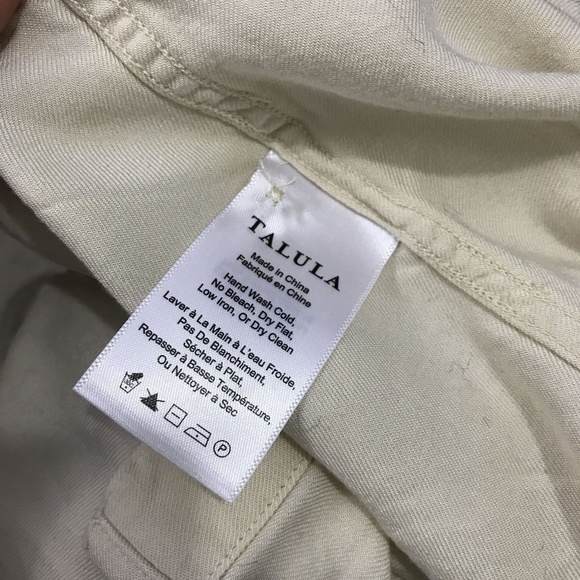 TALULA
Made in China
Fabriqué en Chine
Hand Wash Cold,
No Bleach, Dry Flat,
Low Iron, Or Dry Clean
Laver à La Main à L'eau Froide,
Pas De Blanchiment,
Sécher à Plat,
Repasser à Basse Température,
Ou Nettoyer à Sec
P